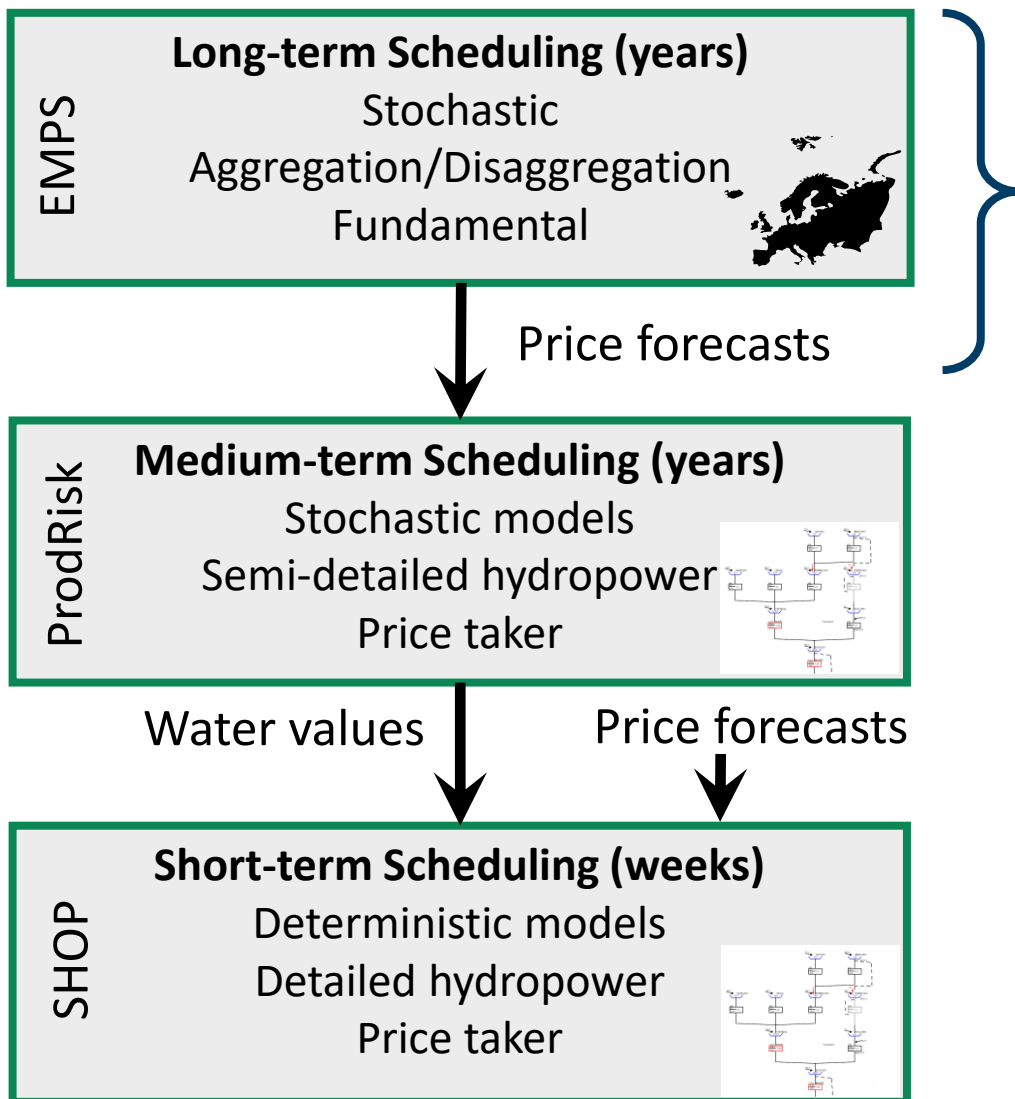 EMPS
Long-term Scheduling (years)
Stochastic
Aggregation/Disaggregation
Fundamental
Price forecasts
ProdRisk
Medium-term Scheduling (years)
Stochastic models
Semi-detailed hydropower
Price taker
Water values
Price forecasts
SHOP
Short-term Scheduling (weeks)
Deterministic models
Detailed hydropower
Price taker